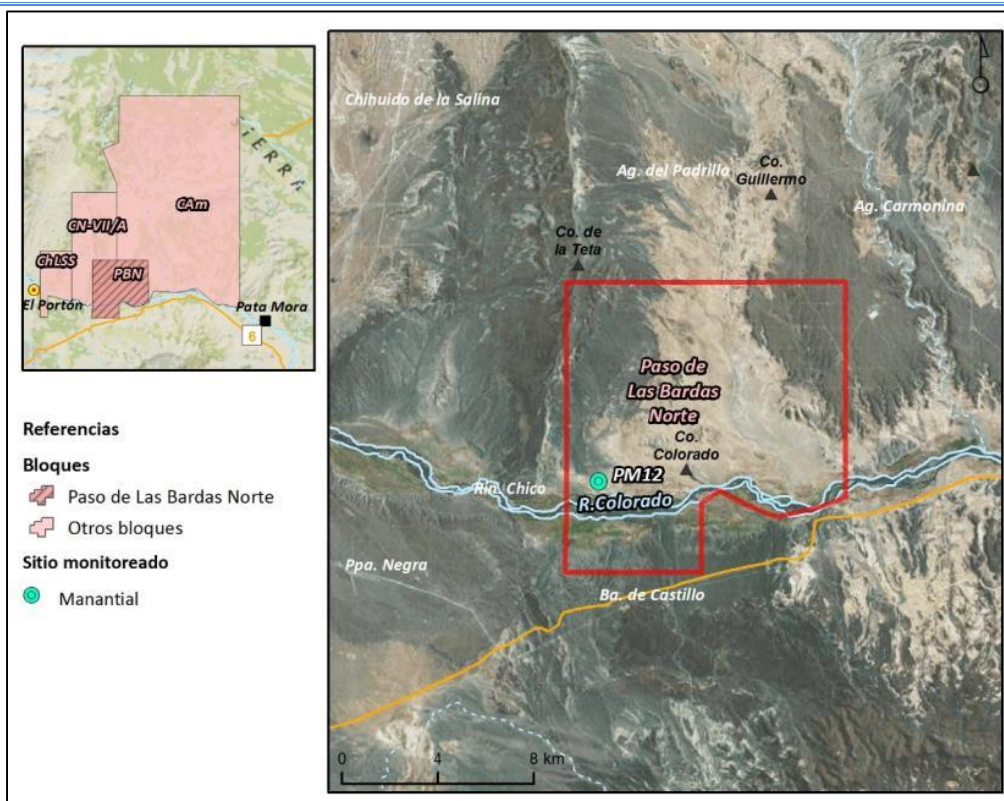 SIERRA
CAm
CN-VII/A
ChLSS
PBN
El Portón
Pata Mora
6
Referencias
Bloques
Paso de Las Bardas Norte
Otros bloques
Sitio monitoreado
Manantial
Chihuido de la Salina
Ag. del Padrillo
Co.
Guillermo
Ag. Carmonina
Co. de
la Teta
Paso de
Las Bardas
Norte
Co.
Colorado
PM12
Rin. Chico
R.Colorado
Ppa. Negra
Ba. de Castillo
0 4 8 km